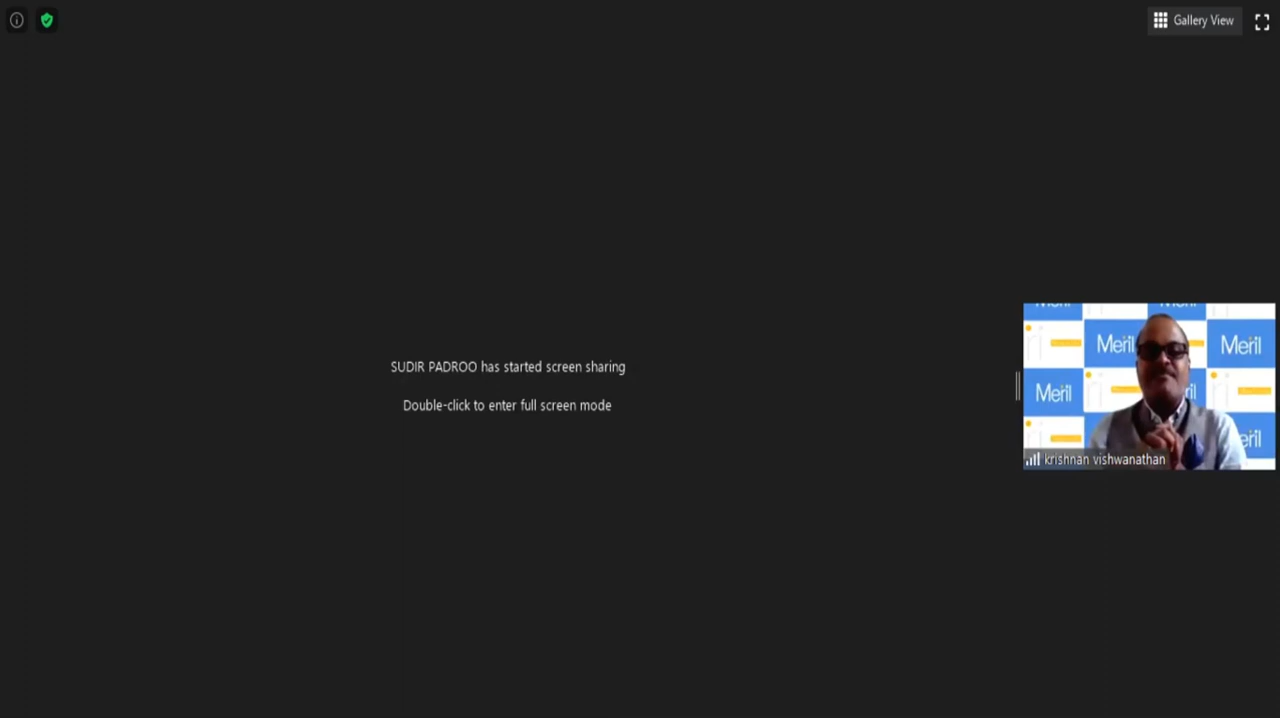 Gallery View
SUDIR PADROO has started screen sharing
Double-click to enter full screen mode
Meril
Meril
Meril
krishnan vishwanathan